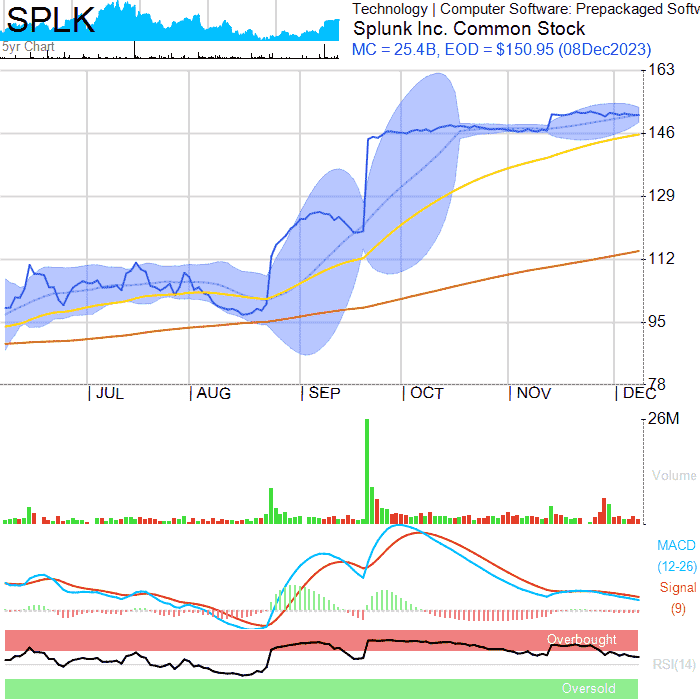 SPLK
5yr Chart
Technology | Computer Software: Prepackaged Softw
Splunk Inc. Common Stock
MC = 25.4B, EOD = $150.95 (08Dec2023)
163
146
129
112
95
78
JUL AUG SEP OCT NOV DEC
26M
Volume
MACD
(12-26)
Signal
(9)
Overbought
RSI(14)
Oversold